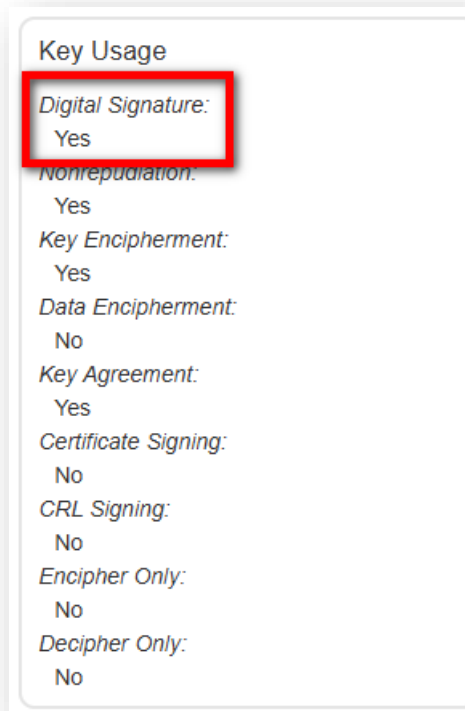 Key Usage
Digital Signature:
Yes
Nonrepudiation:
Yes
Key Encipherment:
Yes
Data Encipherment:
No
Key Agreement:
Yes
Certificate Signing:
No
CRL Signing:
No
Encipher Only:
No
Decipher Only:
No